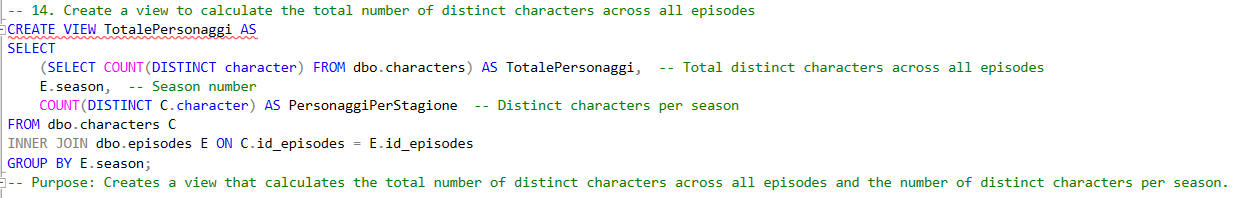 -- 14. Create a view to calculate the total number of distinct characters across all episodes
CREATE VIEW TotalePersonaggi AS
SELECT
    (SELECT COUNT(DISTINCT character) FROM dbo.characters) AS TotalePersonaggi,  -- Total distinct characters across all episodes
    E.season,  -- Season number
    COUNT(DISTINCT C.character) AS PersonaggiPerStagione  -- Distinct characters per season
FROM dbo.characters C
INNER JOIN dbo.episodes E ON C.id_episodes = E.id_episodes
GROUP BY E.season;
-- Purpose: Creates a view that calculates the total number of distinct characters across all episodes and the number of distinct characters per season.